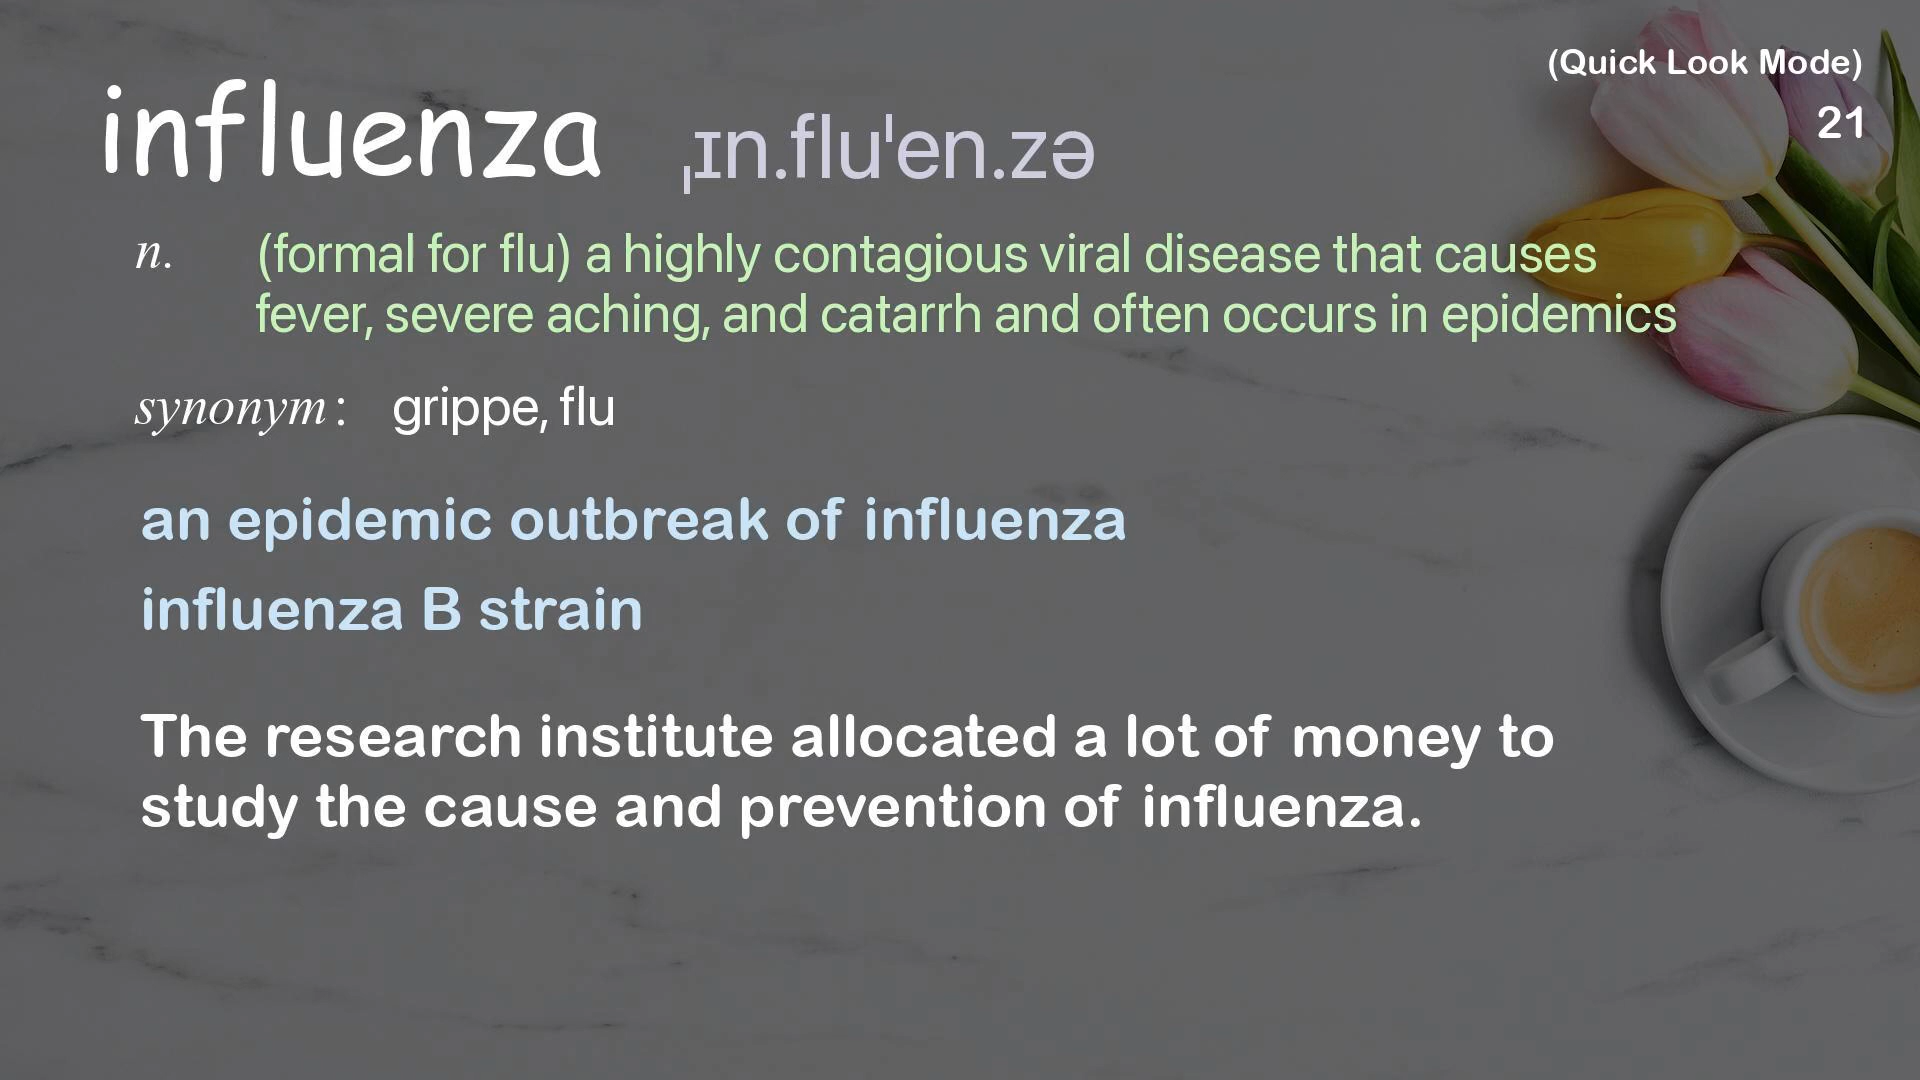 (Quick Look Mode)
21
influenza ˌɪn.fluˈen.zə
n. (formal for flu) a highly contagious viral disease that causes
fever, severe aching, and catarrh and often occurs in epidemics
synonym: grippe, flu
an epidemic outbreak of influenza
influenza B strain
The research institute allocated a lot of money to
study the cause and prevention of influenza.